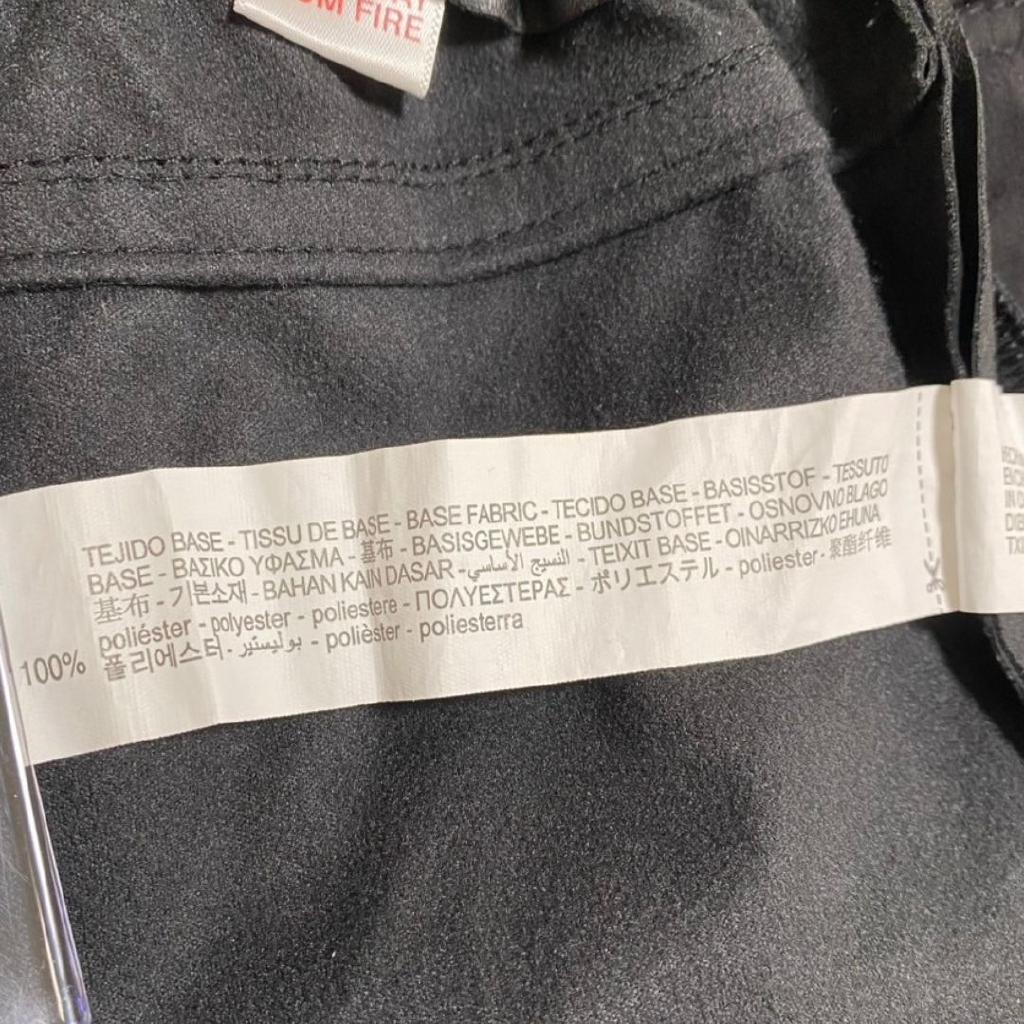 OM FIRE
TEJIDO BASE - TISSU DE BASE - BASE FABRIC - TECIDO BASE - BASISSTOF - TESSUTO
BASE - ΒΑΣΙΚΟ ΥΦΑΣΜΑ - 基布 - BASISGEWEBE - BUNDSTOFFET - OSNOVNO BLAGO
基布 - 기본소재 - BAHAN KAIN DASAR - النسيج الأساسي - TEIXIT BASE - OINARRIZKO EHUNA
poliéster - polyester - poliestere - ΠΟΛΥΕΣΤΕΡΑΣ - ポリエステル - poliester - 聚酯纤维
100% 폴리에스터 - بوليستير - polièster - poliesterra